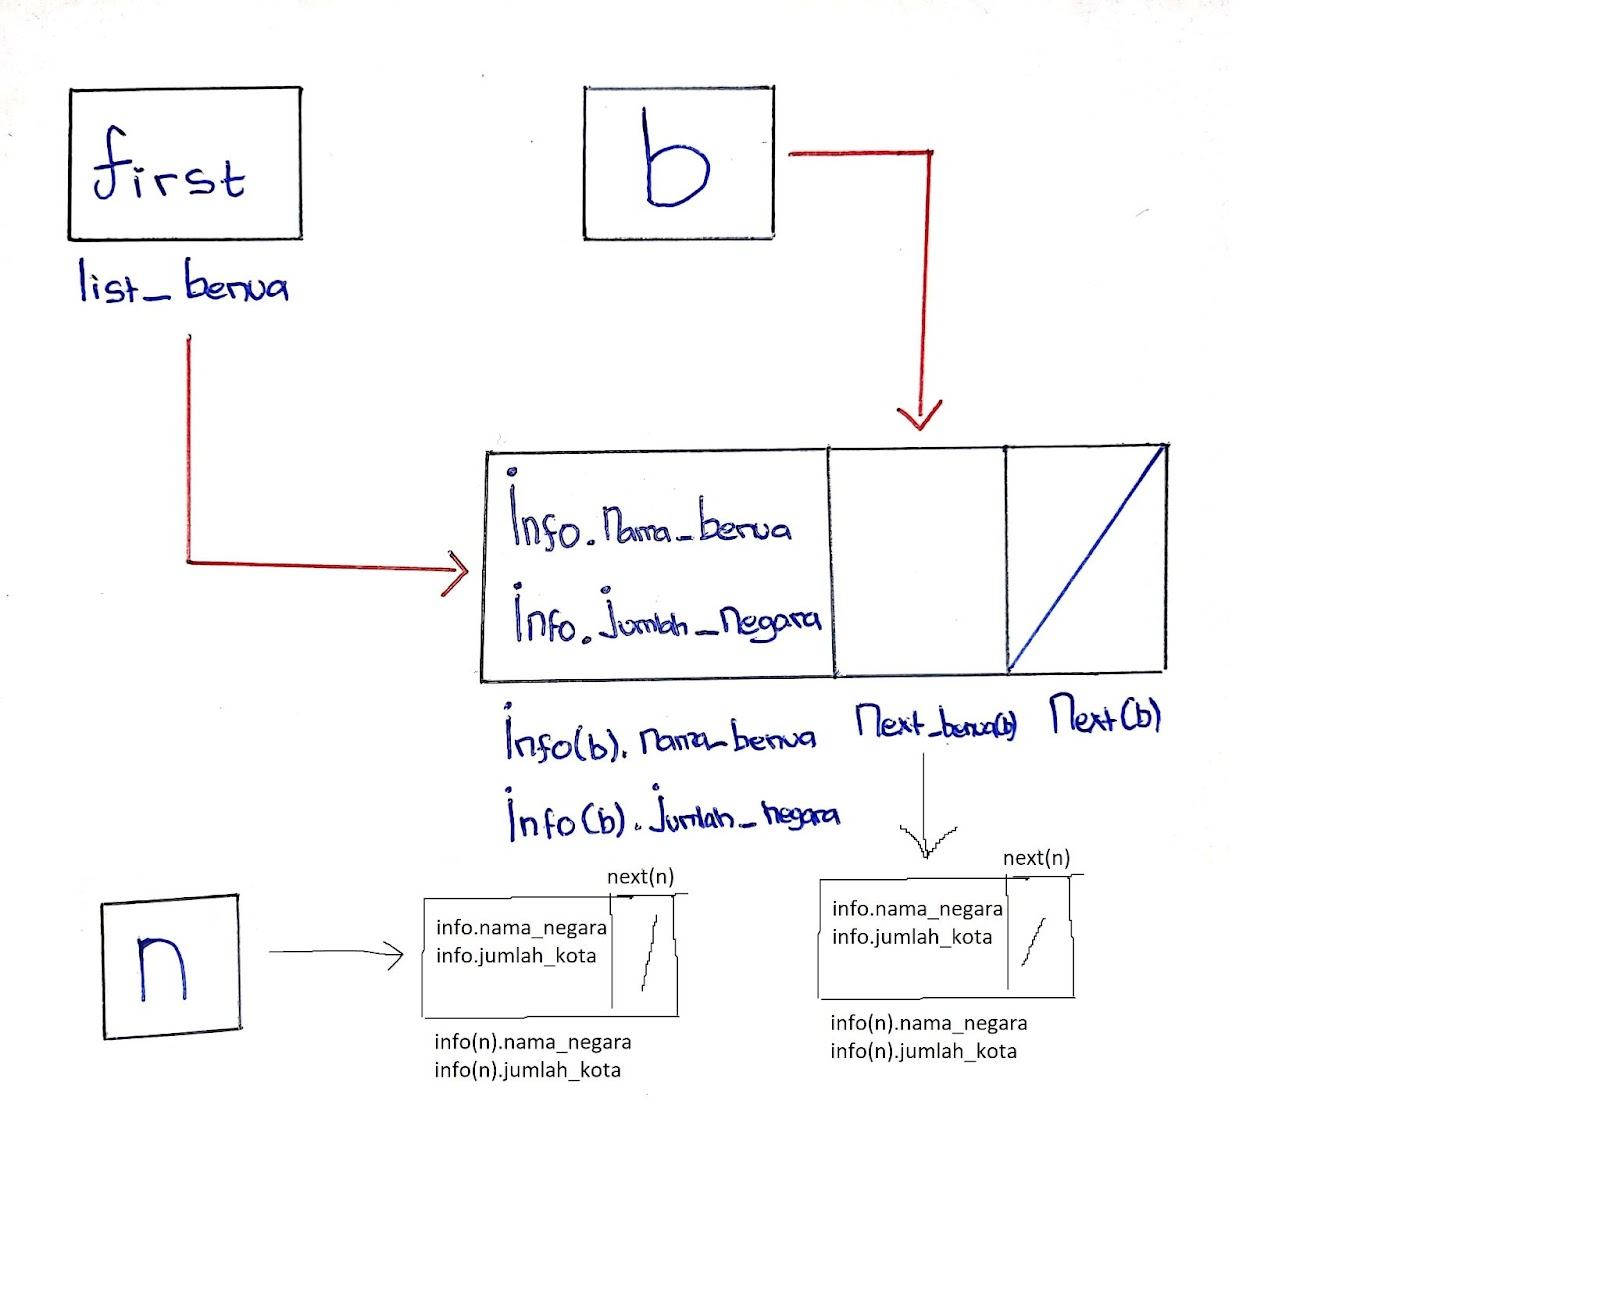 first
b
list_benua
Info.nama_benua
Info.jumlah_negara
Info(b).nama_benua
Next_benua(b)
Next(b)
Info(b).jumlah_negara
next(n)
next(n)
n
info.nama_negara
info.jumlah_kota
info.nama_negara
info.jumlah_kota
info(n).nama_negara
info(n).jumlah_kota
info(n).nama_negara
info(n).jumlah_kota